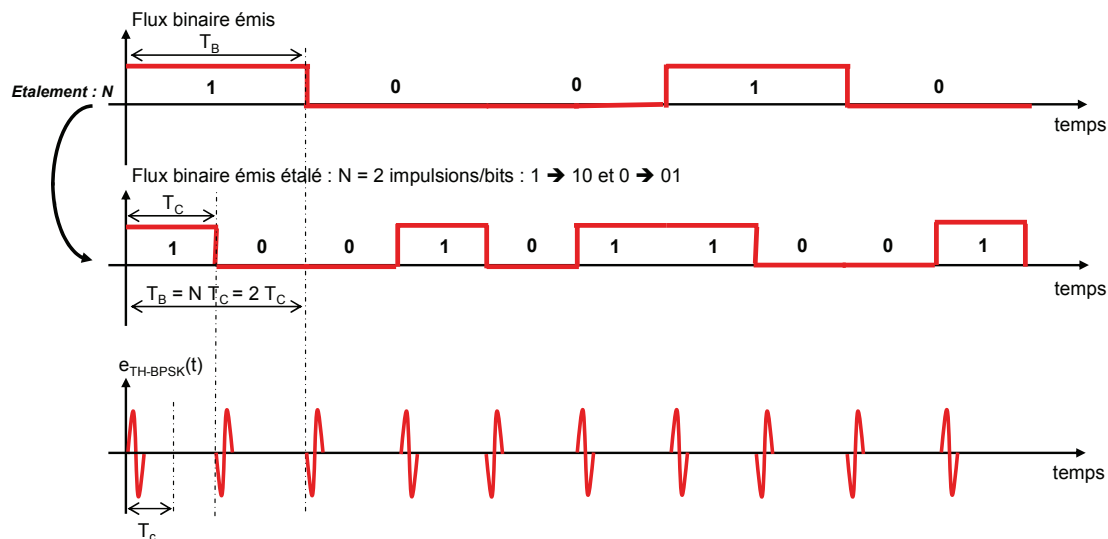 Flux binaire émis
T_B
Etalement : N
1 0 0 1 0
temps
Flux binaire émis étalé : N = 2 impulsions/bits : 1 ➔ 10 et 0 ➔ 01
T_C
1 0 0 1 0 1 1 0 0 1
T_B = N T_C = 2 T_C
temps
e_TH-BPSK(t)
temps
T_c